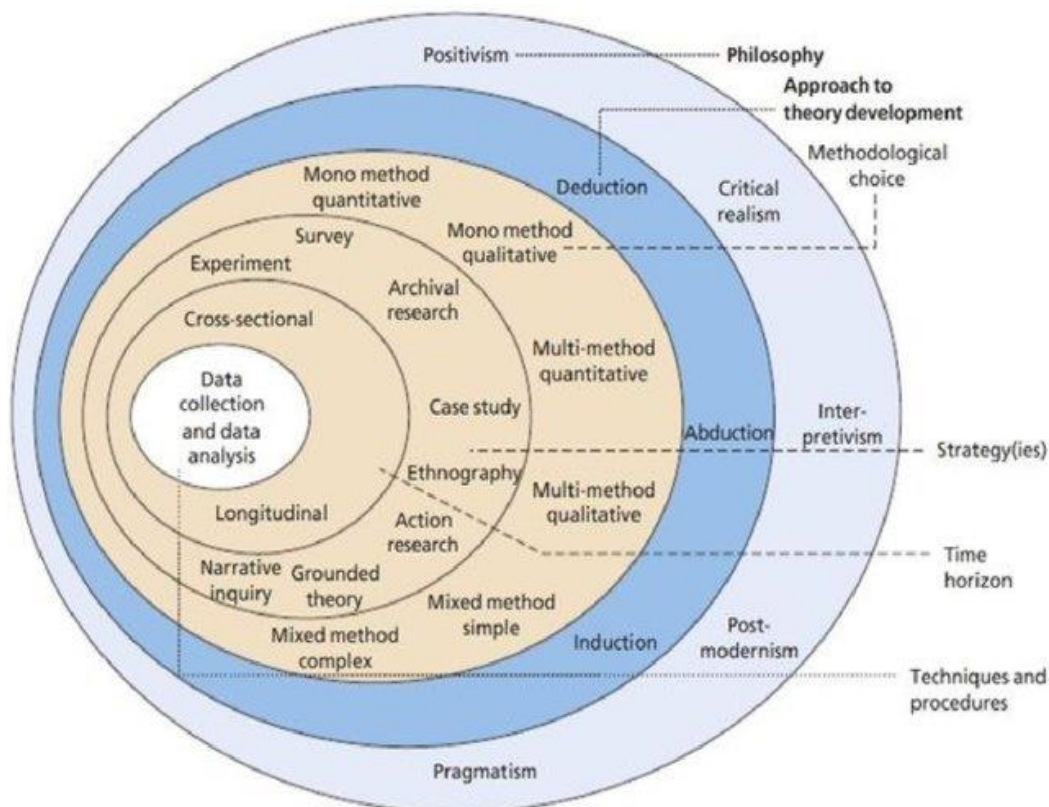 Positivism
Philosophy
Approach to
theory development
Methodological
choice
Deduction
Critical
realism
Mono method
quantitative
Mono method
qualitative
Survey
Experiment
Archival
research
Cross-sectional
Multi-method
quantitative
Data
collection
and data
analysis
Case study
Abduction
Inter-
pretivism
Strategy(ies)
Ethnography
Multi-method
qualitative
Longitudinal
Action
research
Time
horizon
Narrative
inquiry
Grounded
theory
Mixed method
simple
Mixed method
complex
Induction
Post-
modernism
Techniques and
procedures
Pragmatism